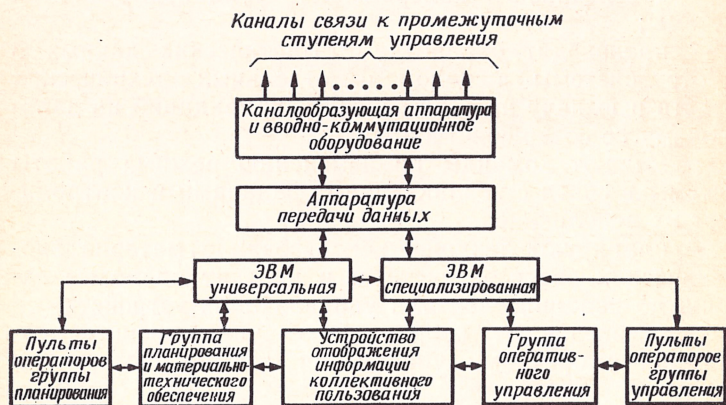 Каналы связи к промежуточным
ступеням управления
Каналообразующая аппаратура
и вводно-коммутационное
оборудование
Аппаратура
передачи данных
ЭВМ
универсальная
ЭВМ
специализированная
Пульты
операторов
группы
планирования
Группа
планирования
и материально-
технического
обеспечения
Устройство
отображения
информации
коллективного
пользования
Группа
оператив-
ного
управления
Пульты
операторов
группы
управления